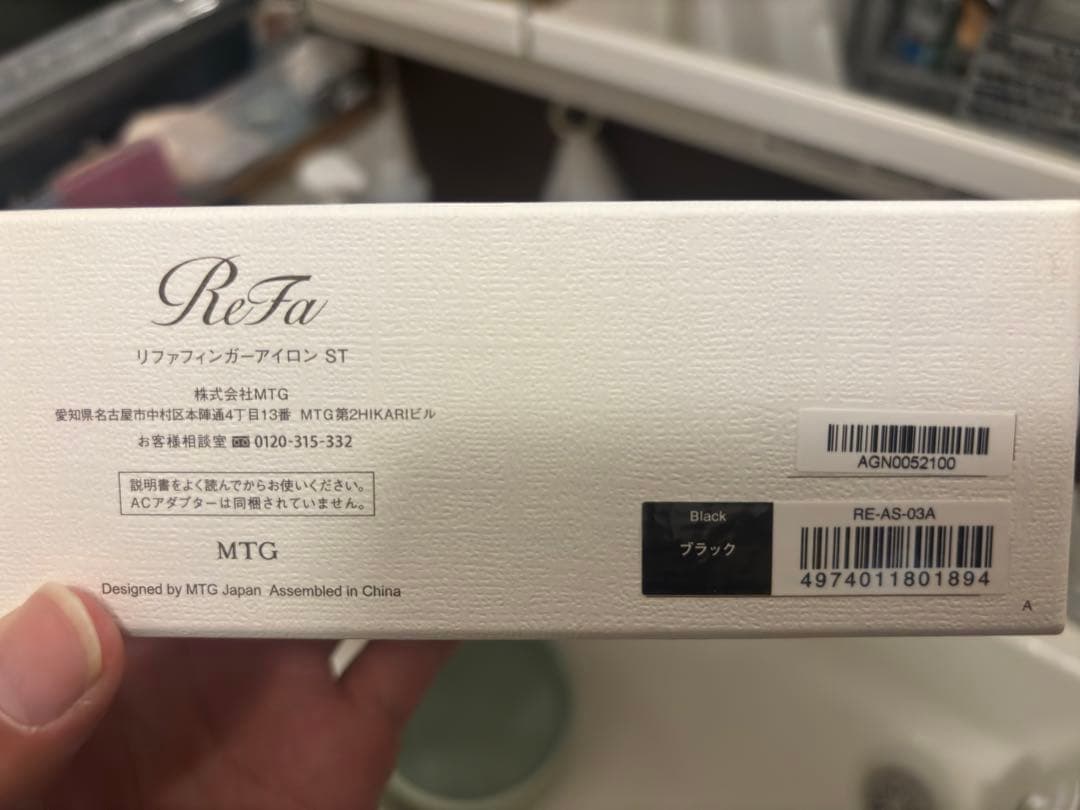 ReFa
リファフィンガーアイロン ST
株式会社MTG
愛知県名古屋市中村区本陣通4丁目13番 MTG第2HIKARIビル
お客様相談室 0120-315-332
説明書をよく読んでからお使いください。
ACアダプターは同梱されていません。
MTG
Designed by MTG Japan Assembled in China
AGN0052100
Black
ブラック
RE-AS-03A
4974011801894
A